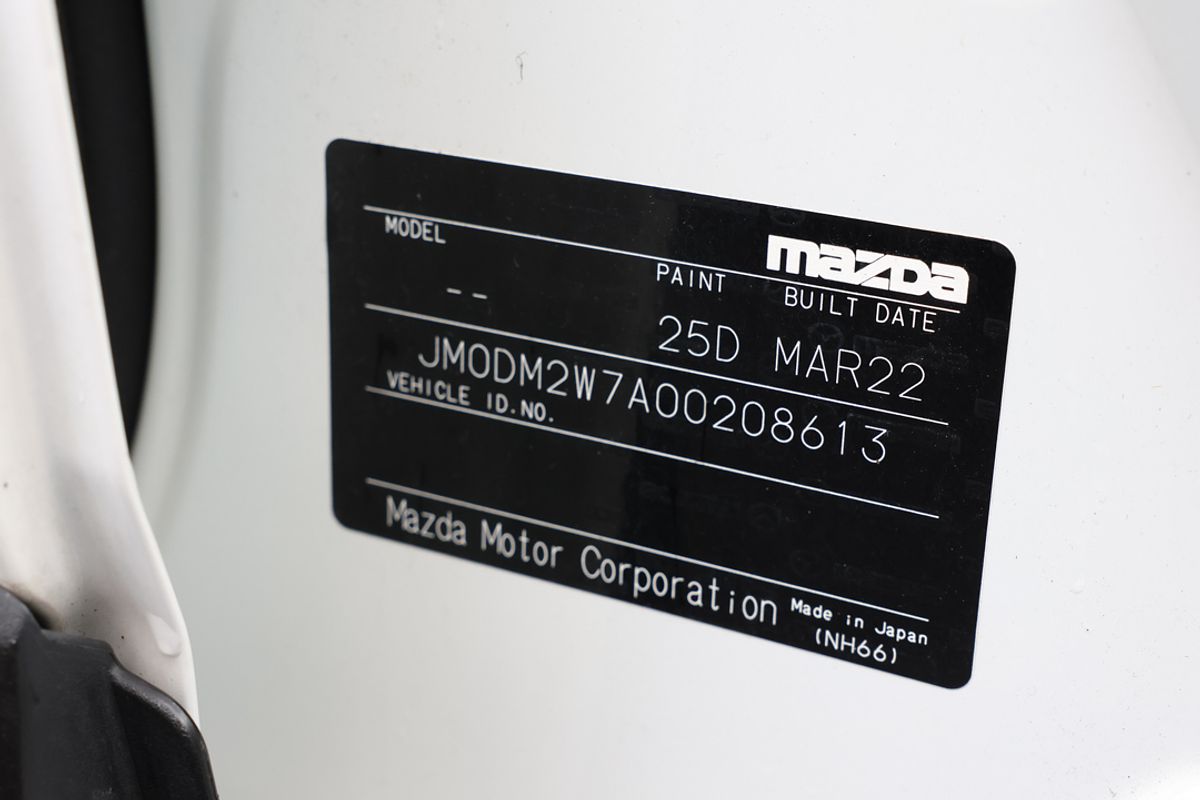 mazda
MODEL PAINT BUILT DATE
-- 25D MAR22
JM0DM2W7A00208613
VEHICLE ID.NO.
Mazda Motor Corporation Made in Japan
(NH66)